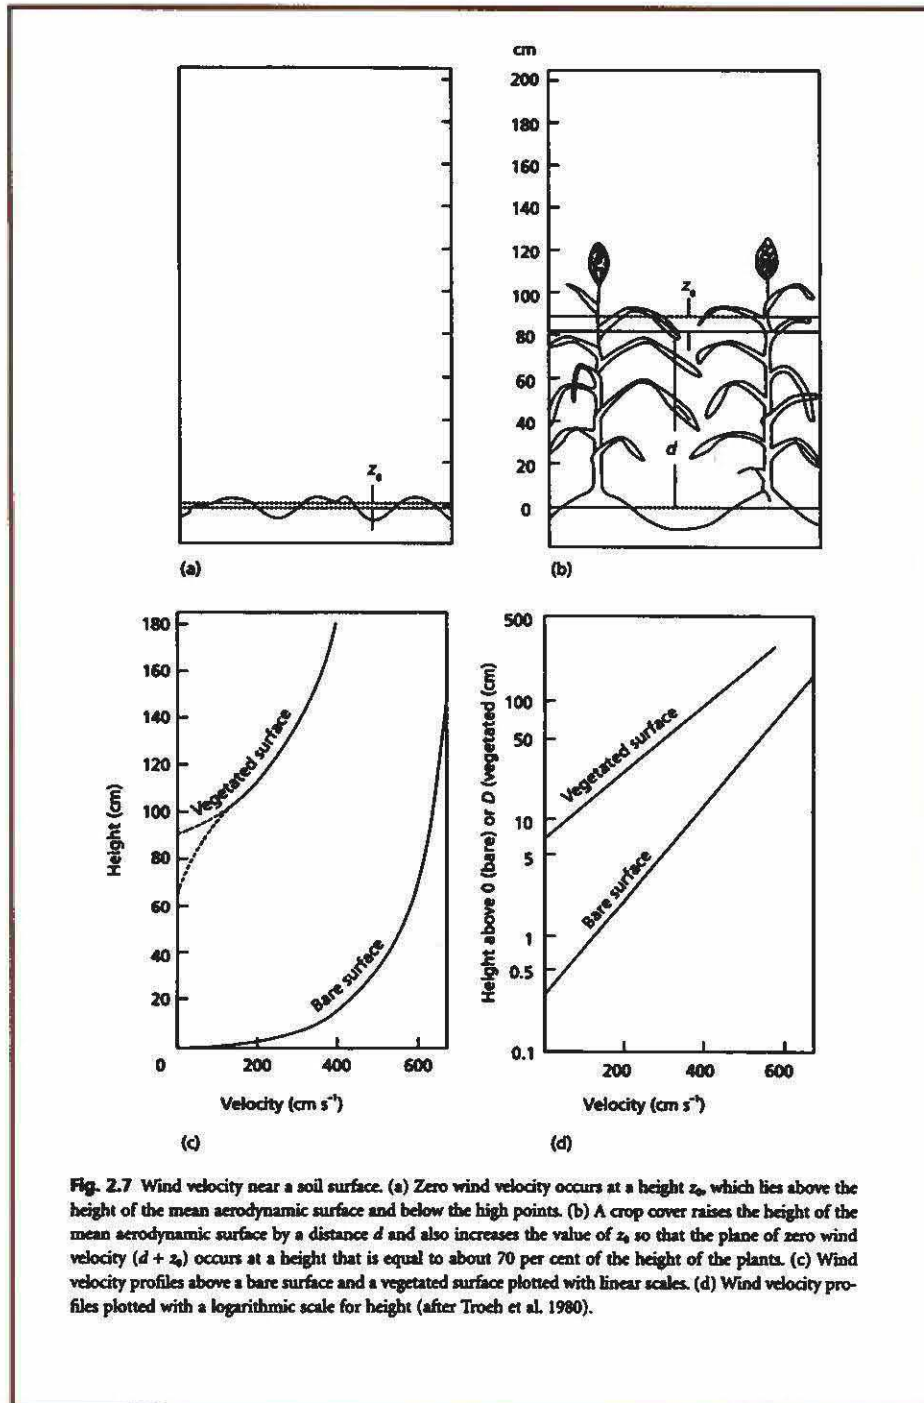 cm
200
180
160
140
120
100
80
60
40
20
0
z₀
z₀
d
(a)
(b)
180
160
140
120
100
80
60
40
20
0
200
400
600
Height (cm)
Vegetated surface
Bare surface
Velocity (cm s⁻¹)
(c)
500
100
50
10
5
1
0.5
0.1
200
400
600
Height above 0 (bare) or D (vegetated (cm)
Vegetated surface
Bare surface
Velocity (cm s⁻¹)
(d)
Fig. 2.7 Wind velocity near a soil surface. (a) Zero wind velocity occurs at a height z₀, which lies above the
height of the mean aerodynamic surface and below the high points. (b) A crop cover raises the height of the
mean aerodynamic surface by a distance d and also increases the value of z₀ so that the plane of zero wind
velocity (d + z₀) occurs at a height that is equal to about 70 per cent of the height of the plants. (c) Wind
velocity profiles above a bare surface and a vegetated surface plotted with linear scales. (d) Wind velocity pro-
files plotted with a logarithmic scale for height (after Troeh et al. 1980).